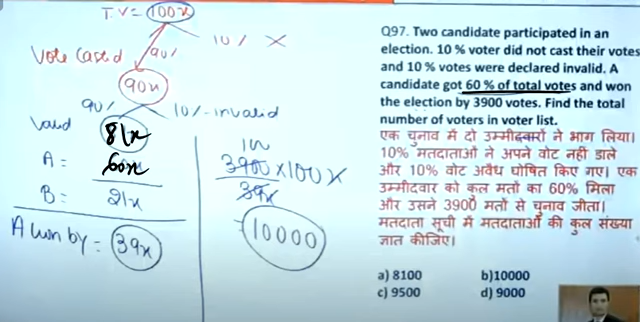 T.V = 100x
Vote Casted 90% 10% X
90x
90% 10% - invalid
Valid 81x
A = 60x
B = 21x
A won by = 39x
100
3900 x 100x
39x
10000
Q97. Two candidate participated in an
election. 10 % voter did not cast their votes
and 10 % votes were declared invalid. A
candidate got 60 % of total votes and won
the election by 3900 votes. Find the total
number of voters in voter list.
एक चुनाव में दो उम्मीदवारों ने भाग लिया।
10% मतदाताओं ने अपने वोट नहीं डाले
और 10% वोट अवैध घोषित किए गए। एक
उम्मीदवार को कुल मतों का 60% मिला
और उसने 3900 मतों से चुनाव जीता।
मतदाता सूची में मतदाताओं की कुल संख्या
ज्ञात कीजिए।
a) 8100 b)10000
c) 9500 d) 9000